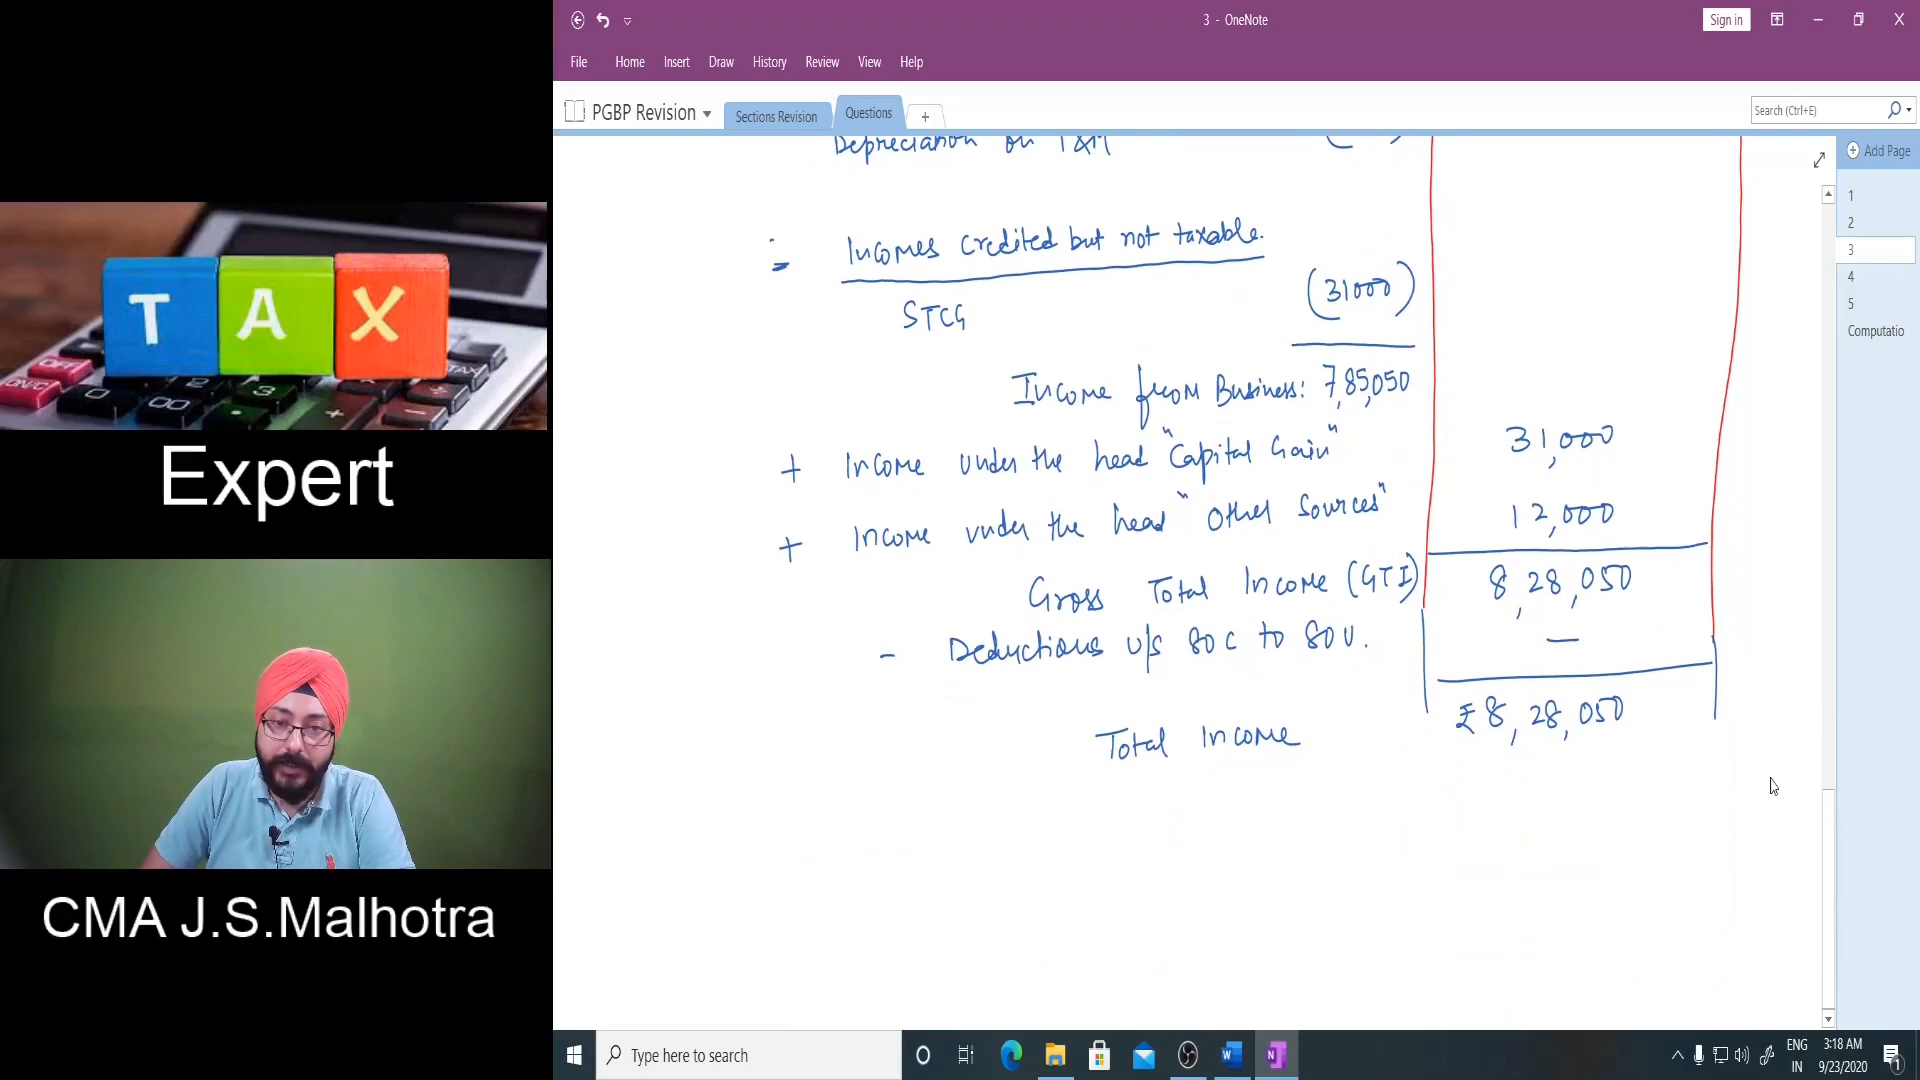 3 - OneNote
Sign in
File Home Insert Draw History Review View Help
PGBP Revision
Sections Revision
Questions
+
Search (Ctrl+E)
Add Page
1
2
3
4
5
Computatio
Depreciation on P&M
Incomes credited but not taxable.
STCG (31000)
Income from Business: 7,85,050
+ Income under the head "Capital Gain" 31,000
+ Income under the head "Other Sources" 12,000
Gross Total Income (GTI) 8,28,050
- Deductions u/s 80C to 80U. —
Total Income ₹8,28,050
TAX
Expert
CMA J.S.Malhotra
Type here to search
ENG
IN
3:18 AM
9/23/2020
1